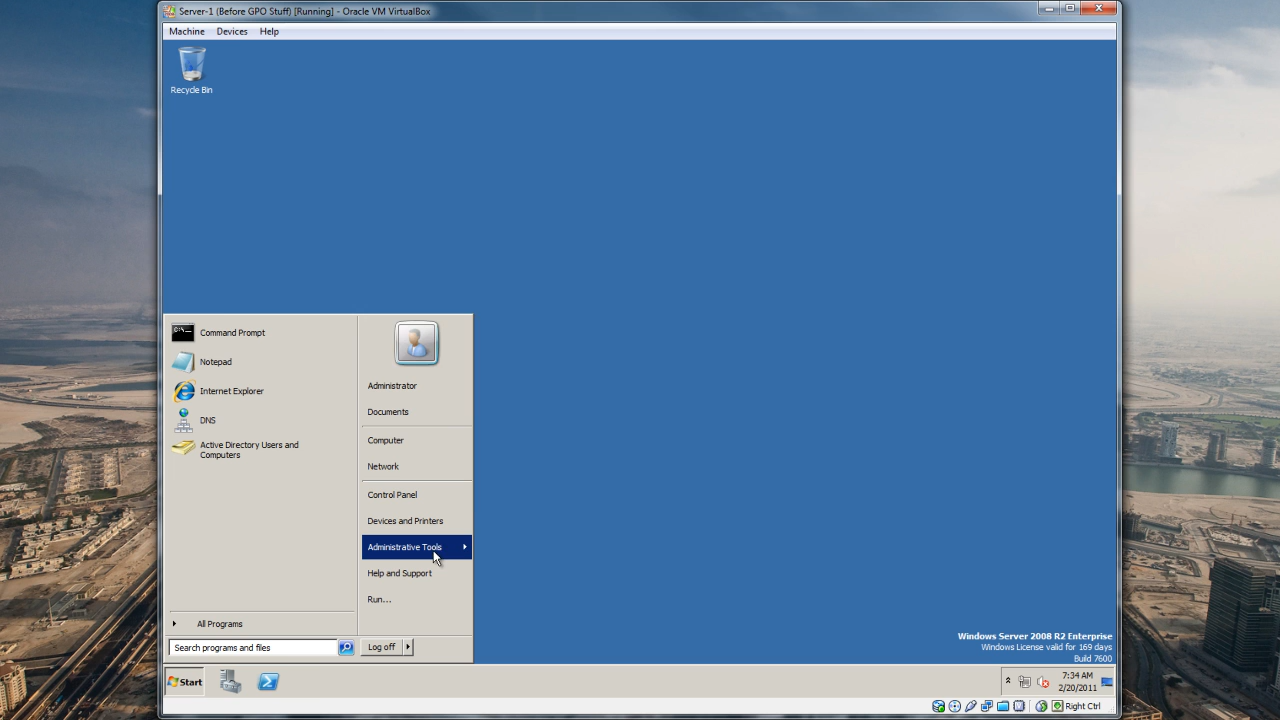 Server-1 (Before GPO Stuff) [Running] - Oracle VM VirtualBox
Machine Devices Help
Recycle Bin
Command Prompt
Notepad
Internet Explorer
DNS
Active Directory Users and
Computers
All Programs
Search programs and files
Administrator
Documents
Computer
Network
Control Panel
Devices and Printers
Administrative Tools
Help and Support
Run...
Log off
Windows Server 2008 R2 Enterprise
Windows License valid for 169 days
Build 7600
Start
7:34 AM
2/20/2011
Right Ctrl